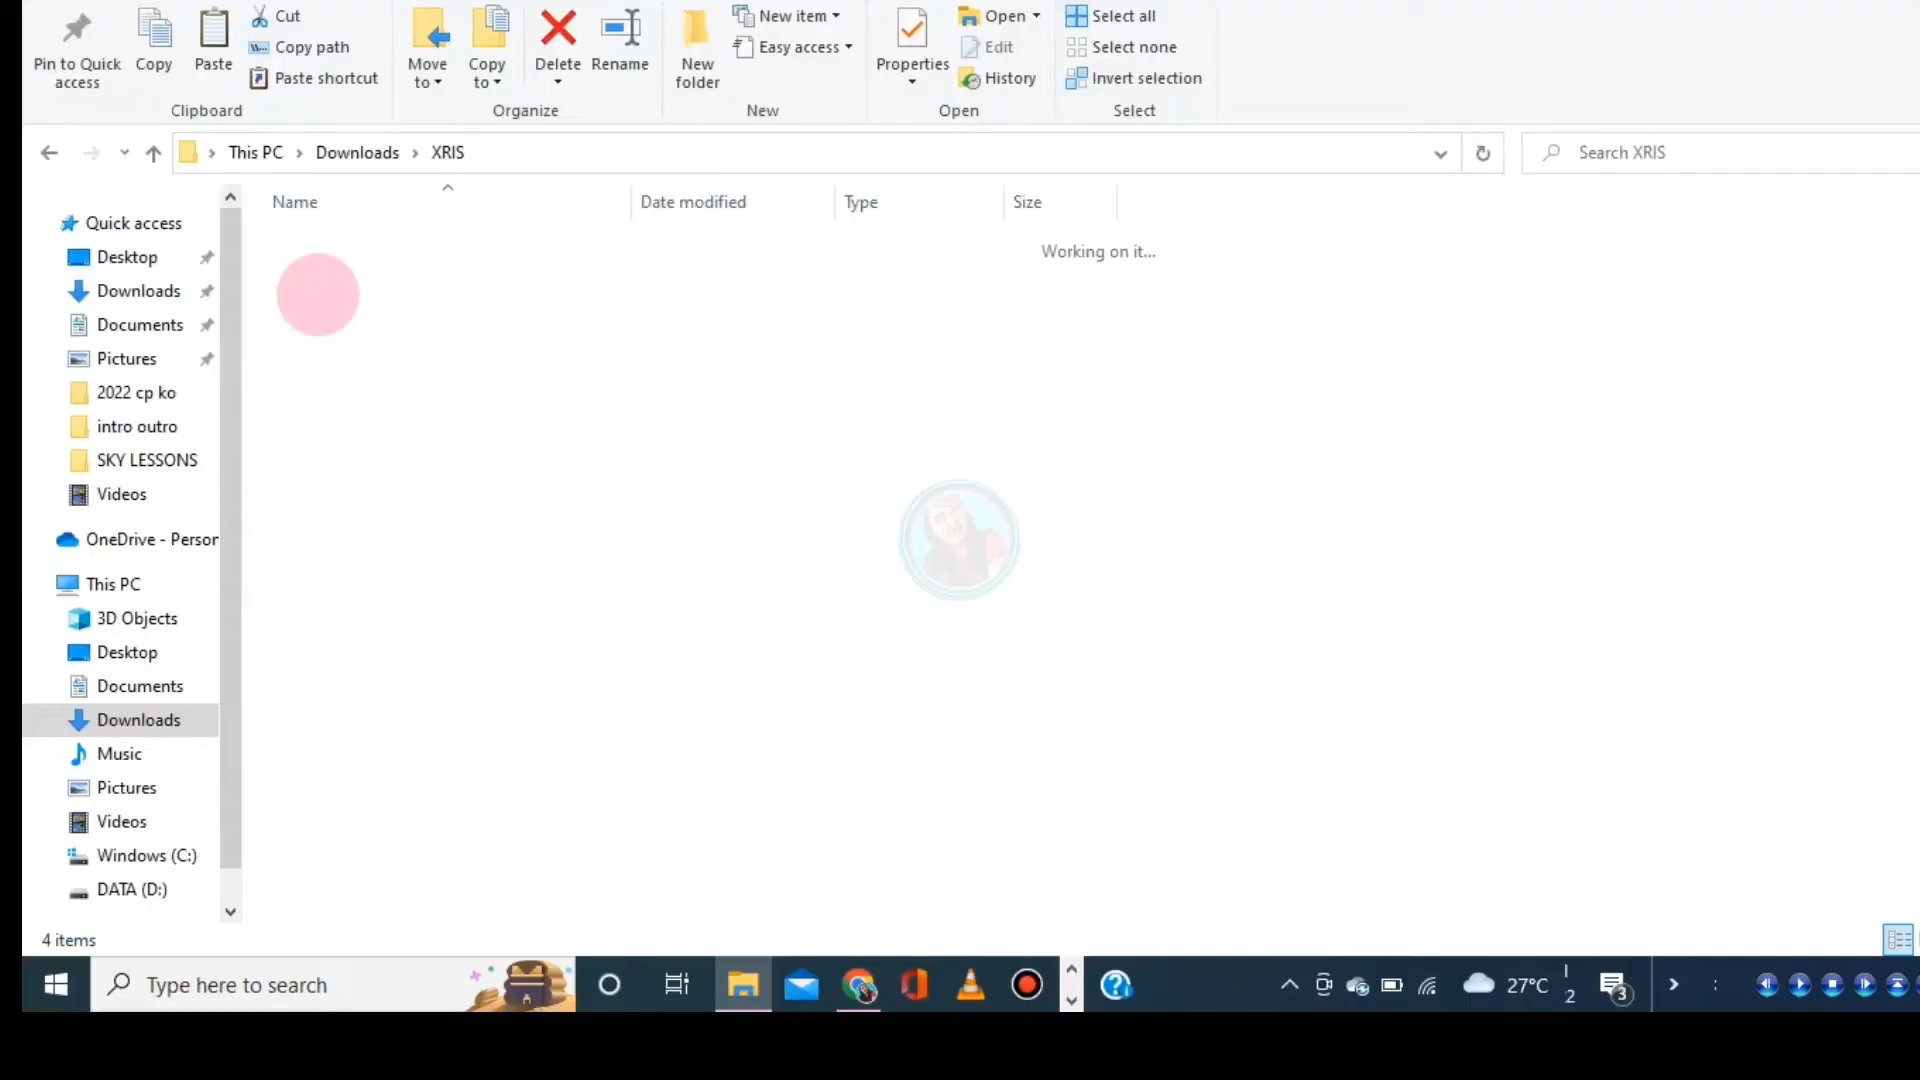 Pin to Quick access
Copy
Paste
Cut
Copy path
Paste shortcut
Clipboard
Move to
Copy to
Delete
Rename
Organize
New folder
New item
Easy access
New
Properties
Open
Edit
History
Open
Select all
Select none
Invert selection
Select
This PC > Downloads > XRIS
Search XRIS
Name
Date modified
Type
Size
Working on it...
Quick access
Desktop
Downloads
Documents
Pictures
2022 cp ko
intro outro
SKY LESSONS
Videos
OneDrive - Person
This PC
3D Objects
Desktop
Documents
Downloads
Music
Pictures
Videos
Windows (C:)
DATA (D:)
4 items
Type here to search
27°C
2
3